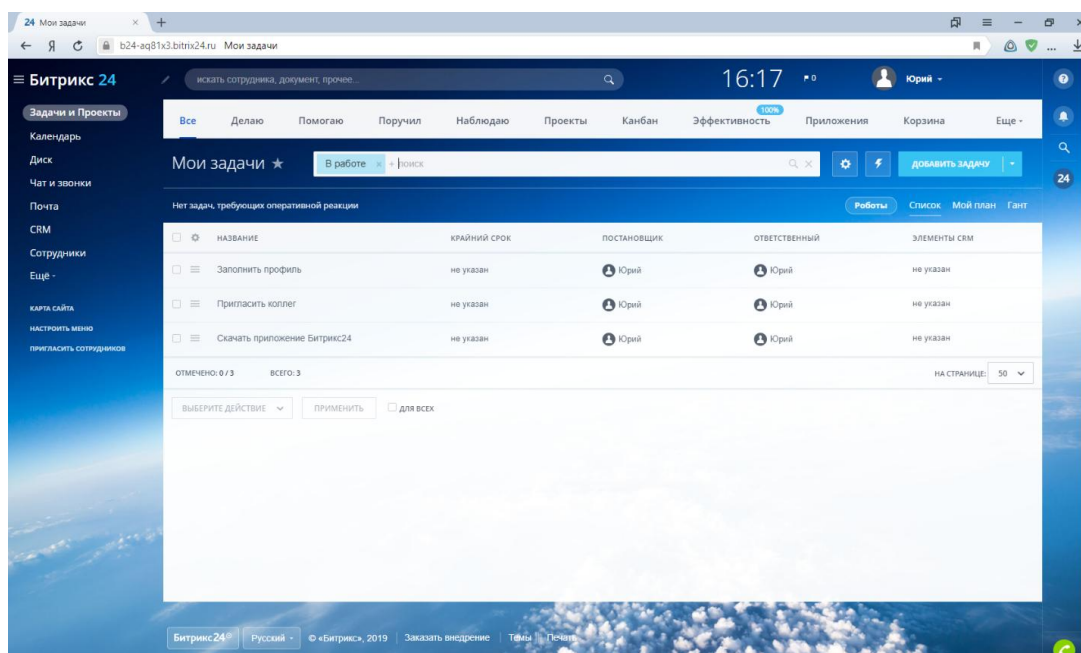 24 Мои задачи
b24-aq81x3.bitrix24.ru Мои задачи
Битрикс 24
искать сотрудника, документ, прочее...
16:17
0
Юрий
Задачи и Проекты
Календарь
Диск
Чат и звонки
Почта
CRM
Сотрудники
Ещё
КАРТА САЙТА
НАСТРОИТЬ МЕНЮ
ПРИГЛАСИТЬ СОТРУДНИКОВ
Все Делаю Помогаю Поручил Наблюдаю Проекты Канбан Эффективность 100% Приложения Корзина Еще
Мои задачи ★ В работе × + поиск ДОБАВИТЬ ЗАДАЧУ
24
Нет задач, требующих оперативной реакции Роботы Список Мой план Гант
НАЗВАНИЕ КРАЙНИЙ СРОК ПОСТАНОВЩИК ОТВЕТСТВЕННЫЙ ЭЛЕМЕНТЫ CRM
Заполнить профиль не указан Юрий Юрий не указан
Пригласить коллег не указан Юрий Юрий не указан
Скачать приложение Битрикс24 не указан Юрий Юрий не указан
ОТМЕЧЕНО: 0 / 3 ВСЕГО: 3 НА СТРАНИЦЕ: 50
ВЫБЕРИТЕ ДЕЙСТВИЕ ПРИМЕНИТЬ ДЛЯ ВСЕХ
Битрикс24 Русский © «Битрикс», 2019 Заказать внедрение Темы Печать